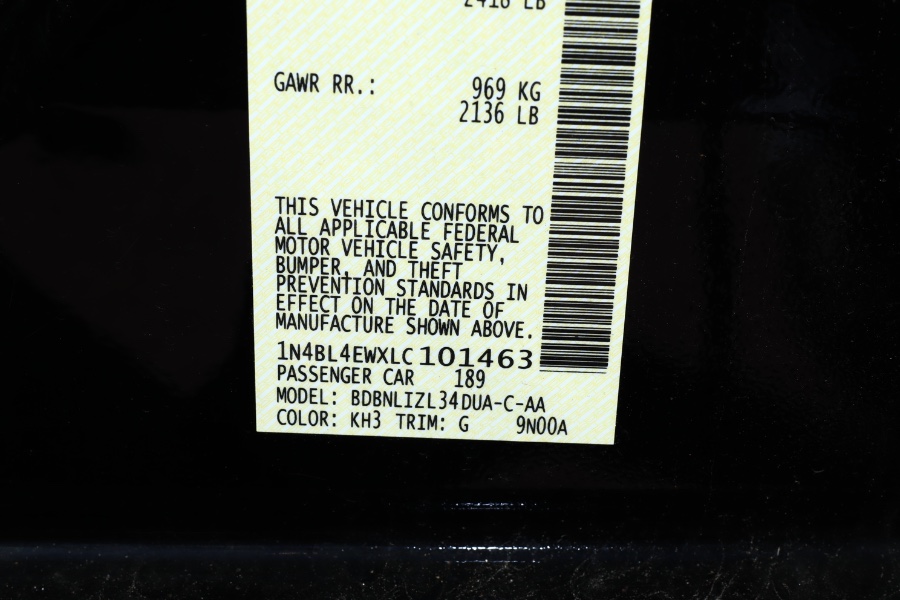 2418 LB
GAWR RR.: 969 KG
2136 LB
THIS VEHICLE CONFORMS TO
ALL APPLICABLE FEDERAL
MOTOR VEHICLE SAFETY,
BUMPER, AND THEFT
PREVENTION STANDARDS IN
EFFECT ON THE DATE OF
MANUFACTURE SHOWN ABOVE.
1N4BL4EWXLC101463
PASSENGER CAR 189
MODEL: BDBNLIZL34DUA-C-AA
COLOR: KH3 TRIM: G 9N00A